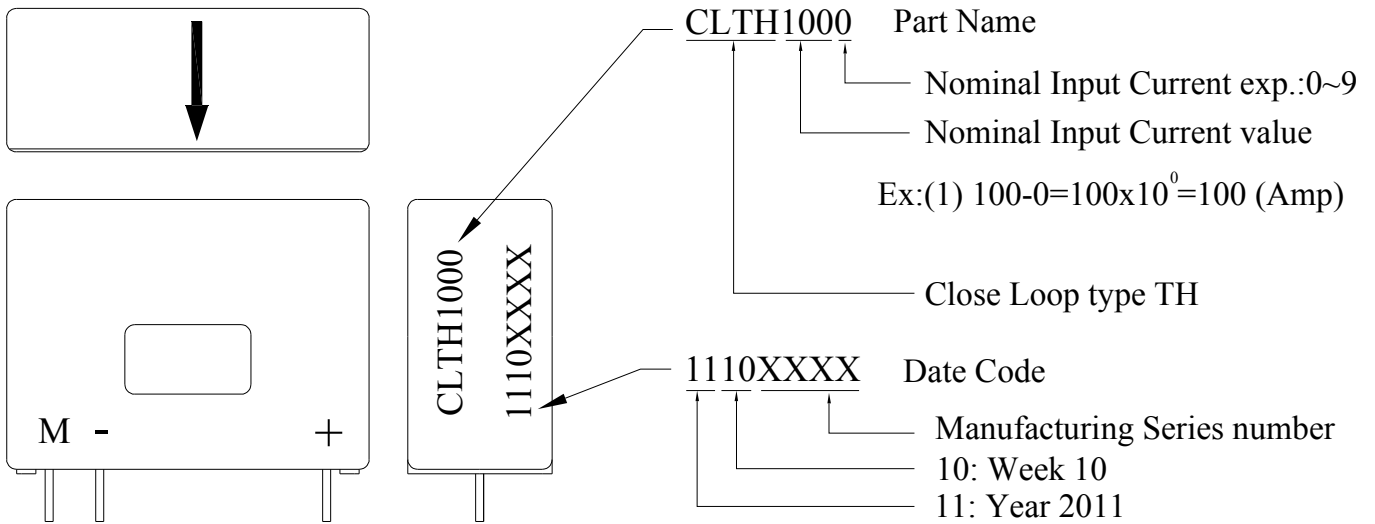 CLTH1000 Part Name
Nominal Input Current exp.:0~9
Nominal Input Current value
Ex:(1) 100-0=100x10⁰=100 (Amp)
Close Loop type TH
CLTH1000
1110XXXX
1110XXXX Date Code
Manufacturing Series number
10: Week 10
11: Year 2011
M - +